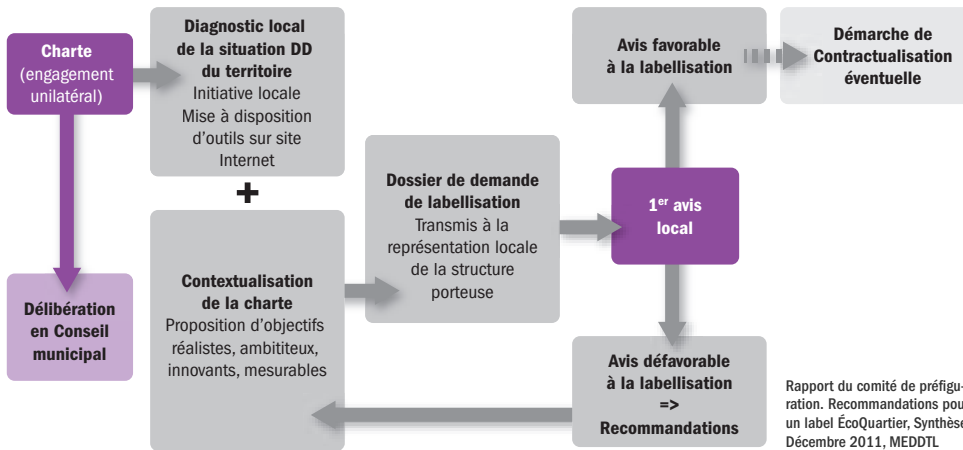 Charte
(engagement
unilatéral)
Délibération
en Conseil
municipal
Diagnostic local
de la situation DD
du territoire
Initiative locale
Mise à disposition
d'outils sur site
Internet
+
Contextualisation
de la charte
Proposition d'objectifs
réalistes, ambititeux,
innovants, mesurables
Dossier de demande
de labellisation
Transmis à la
représentation locale
de la structure
porteuse
1er avis
local
Avis favorable
à la labellisation
Démarche de
Contractualisation
éventuelle
Avis défavorable
à la labellisation
=>
Recommandations
Rapport du comité de préfigu-
ration. Recommandations pou
un label ÉcoQuartier, Synthèse
Décembre 2011, MEDDTL